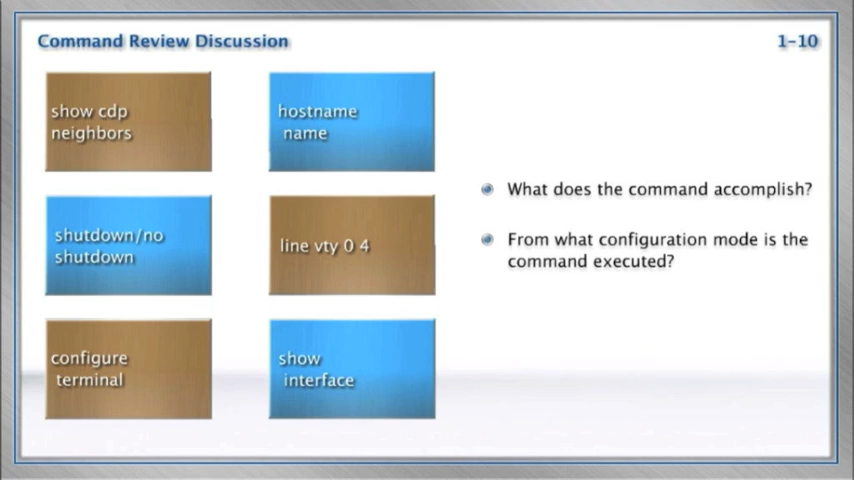 Command Review Discussion
1-10
show cdp
neighbors
hostname
name
shutdown/no
shutdown
line vty 0 4
configure
terminal
show
interface
What does the command accomplish?
From what configuration mode is the
command executed?